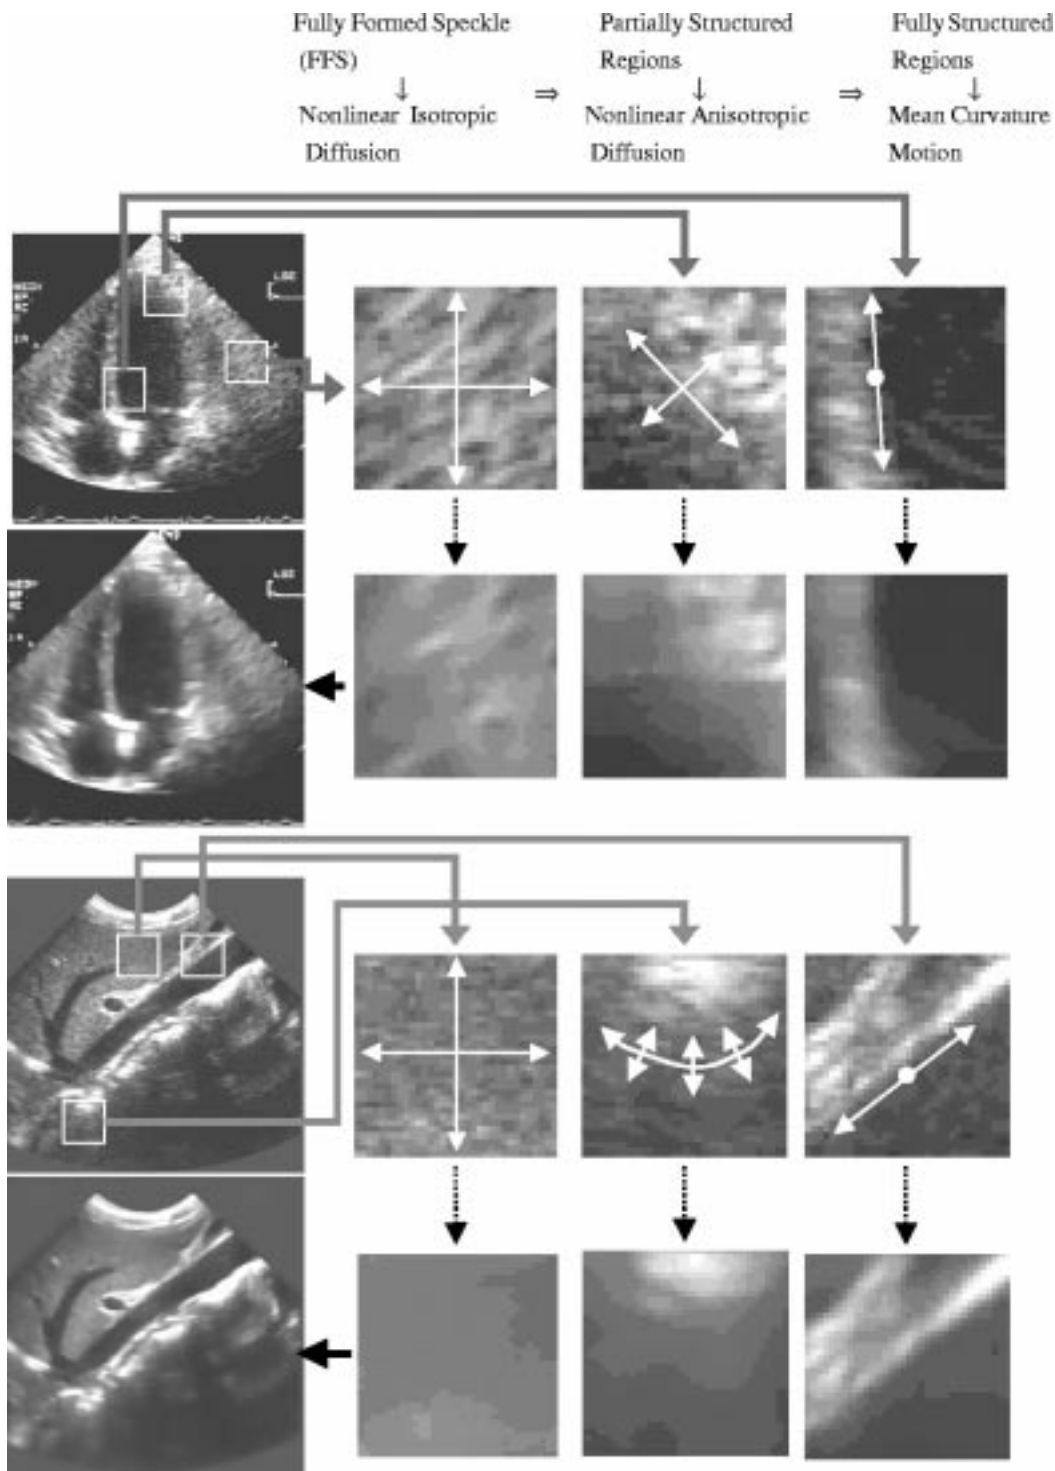 Fully Formed Speckle
(FFS)
↓
Nonlinear Isotropic
Diffusion
⇒
Partially Structured
Regions
↓
Nonlinear Anisotropic
Diffusion
⇒
Fully Structured
Regions
↓
Mean Curvature
Motion